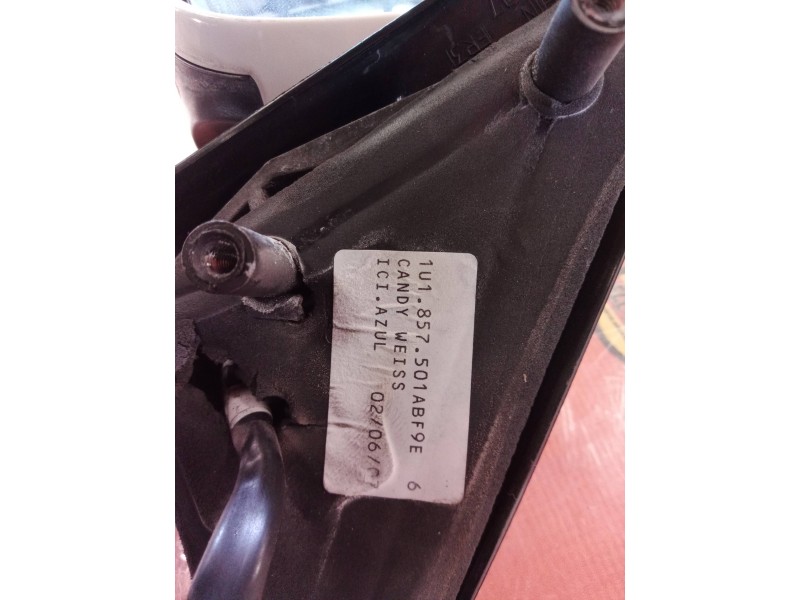 1U1.857.501ABF9E 6
CANDY WEISS
ICI.AZUL 02/06/07